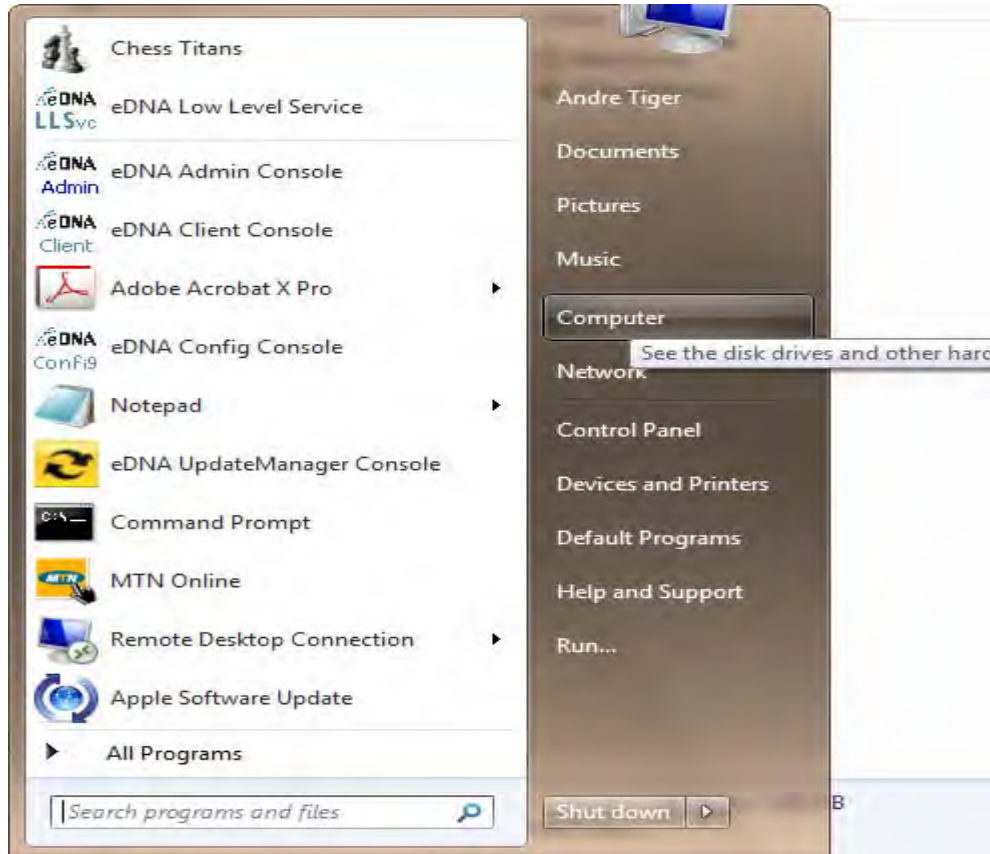 Chess Titans
eDNA
LLSvc
eDNA Low Level Service
eDNA
Admin
eDNA Admin Console
eDNA
Client
eDNA Client Console
Adobe Acrobat X Pro
eDNA
Config
eDNA Config Console
Notepad
eDNA UpdateManager Console
C:\
Command Prompt
MTN
MTN Online
Remote Desktop Connection
Apple Software Update
All Programs
Search programs and files
Andre Tiger
Documents
Pictures
Music
Computer
See the disk drives and other hard
Network
Control Panel
Devices and Printers
Default Programs
Help and Support
Run...
Shut down
B